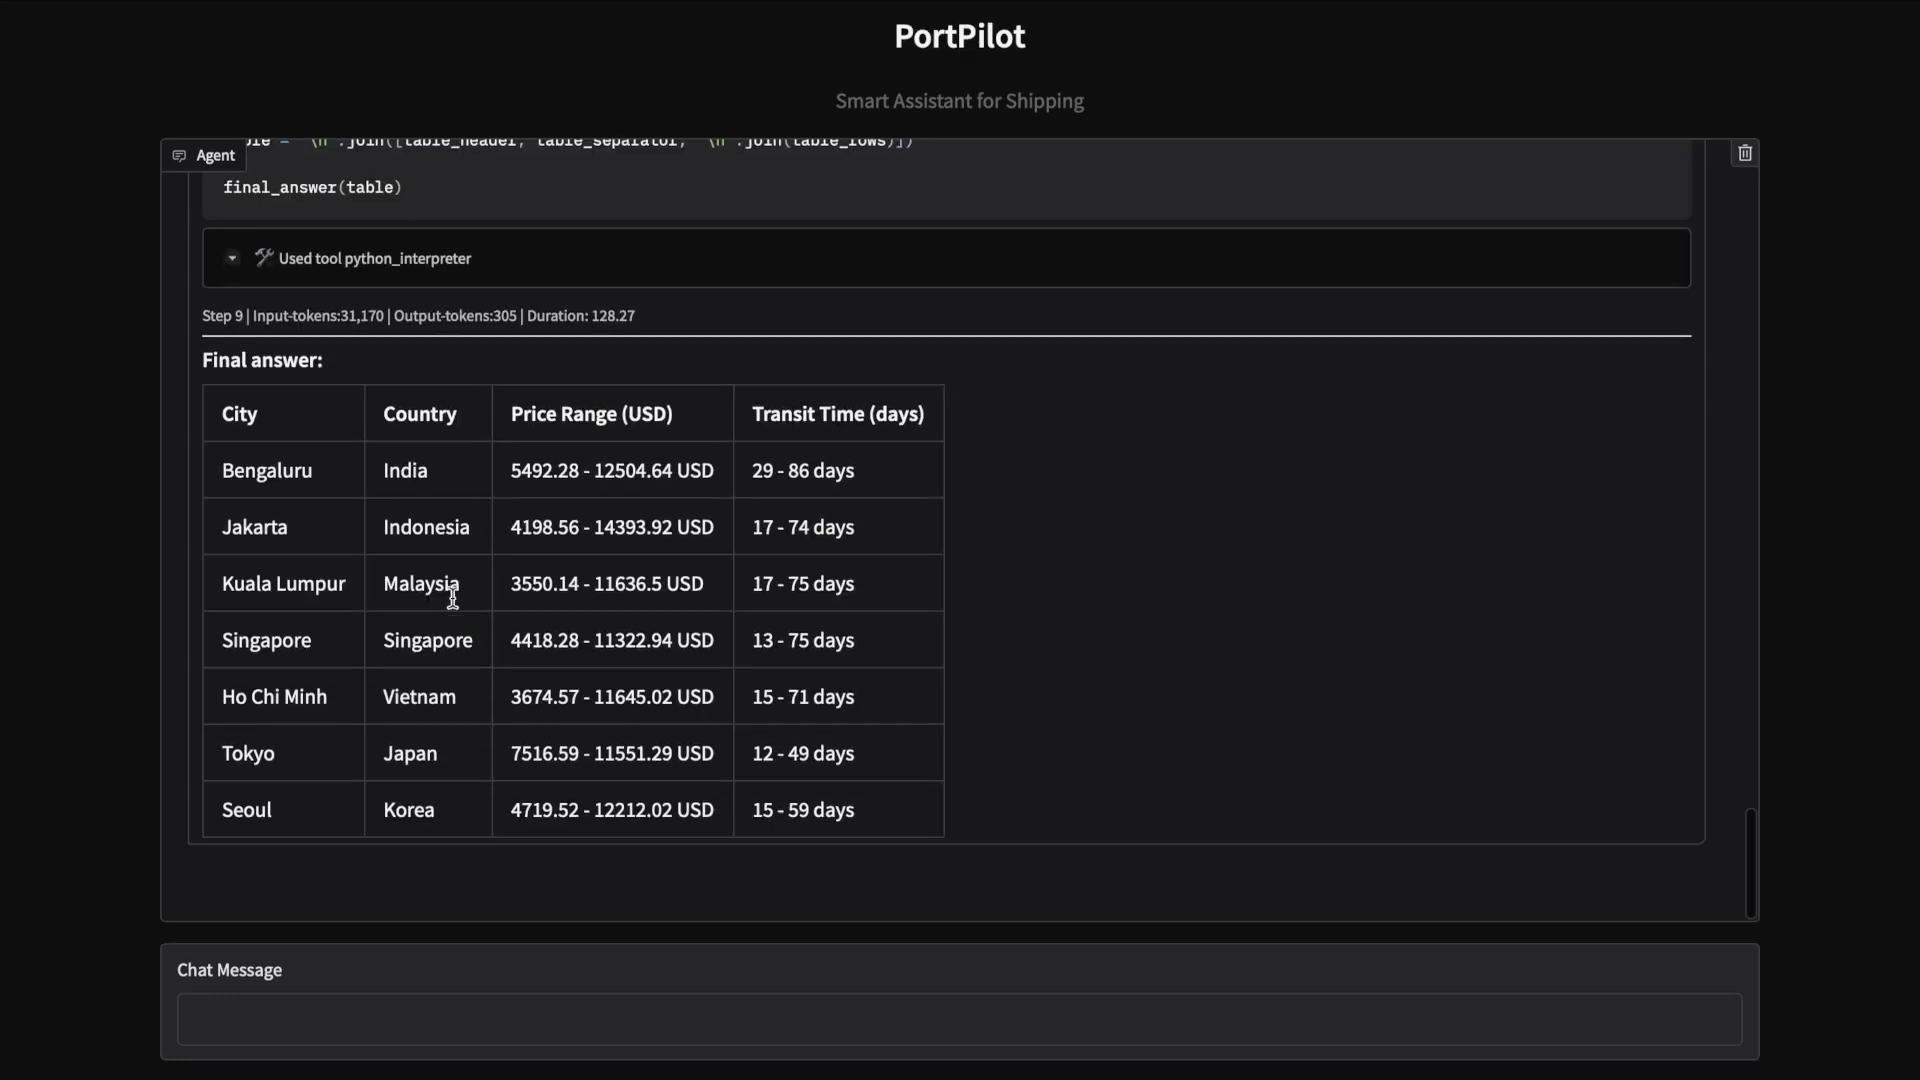 PortPilot
Smart Assistant for Shipping
Agent
ble = "\n".join([table_header, table_separator, "\n".join(table_rows)])
final_answer(table)
Used tool python_interpreter
Step 9 | Input-tokens:31,170 | Output-tokens:305 | Duration: 128.27
Final answer:
City Country Price Range (USD) Transit Time (days)
Bengaluru India 5492.28 - 12504.64 USD 29 - 86 days
Jakarta Indonesia 4198.56 - 14393.92 USD 17 - 74 days
Kuala Lumpur Malaysia 3550.14 - 11636.5 USD 17 - 75 days
Singapore Singapore 4418.28 - 11322.94 USD 13 - 75 days
Ho Chi Minh Vietnam 3674.57 - 11645.02 USD 15 - 71 days
Tokyo Japan 7516.59 - 11551.29 USD 12 - 49 days
Seoul Korea 4719.52 - 12212.02 USD 15 - 59 days
Chat Message